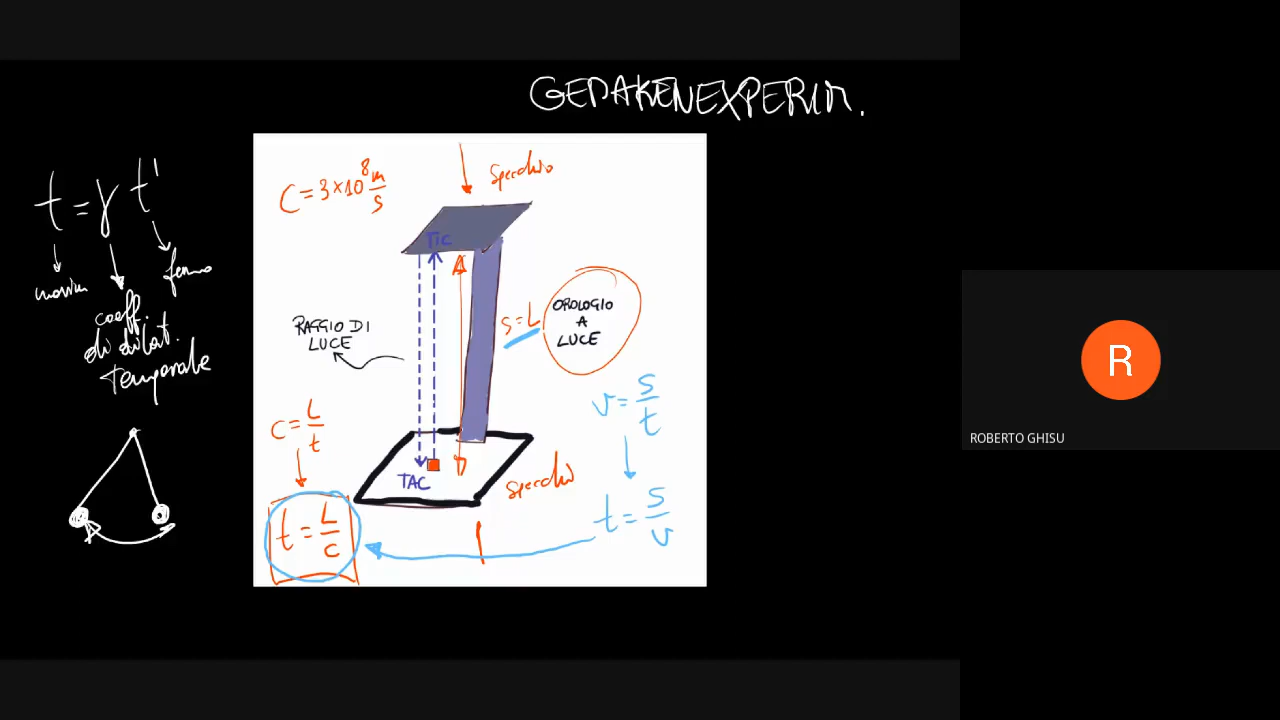 GEDAKENEXPERIM.
t = γ t'
movim
fermo
coeff.
di dilat.
temporale
C = 3×10⁸ m/s
specchio
TIC
OROLOGIO
A
LUCE
s = L
RAGGIO DI
LUCE
v = s/t
c = L/t
TAC
specchio
t = L/c
t = s/v
R
ROBERTO GHISU